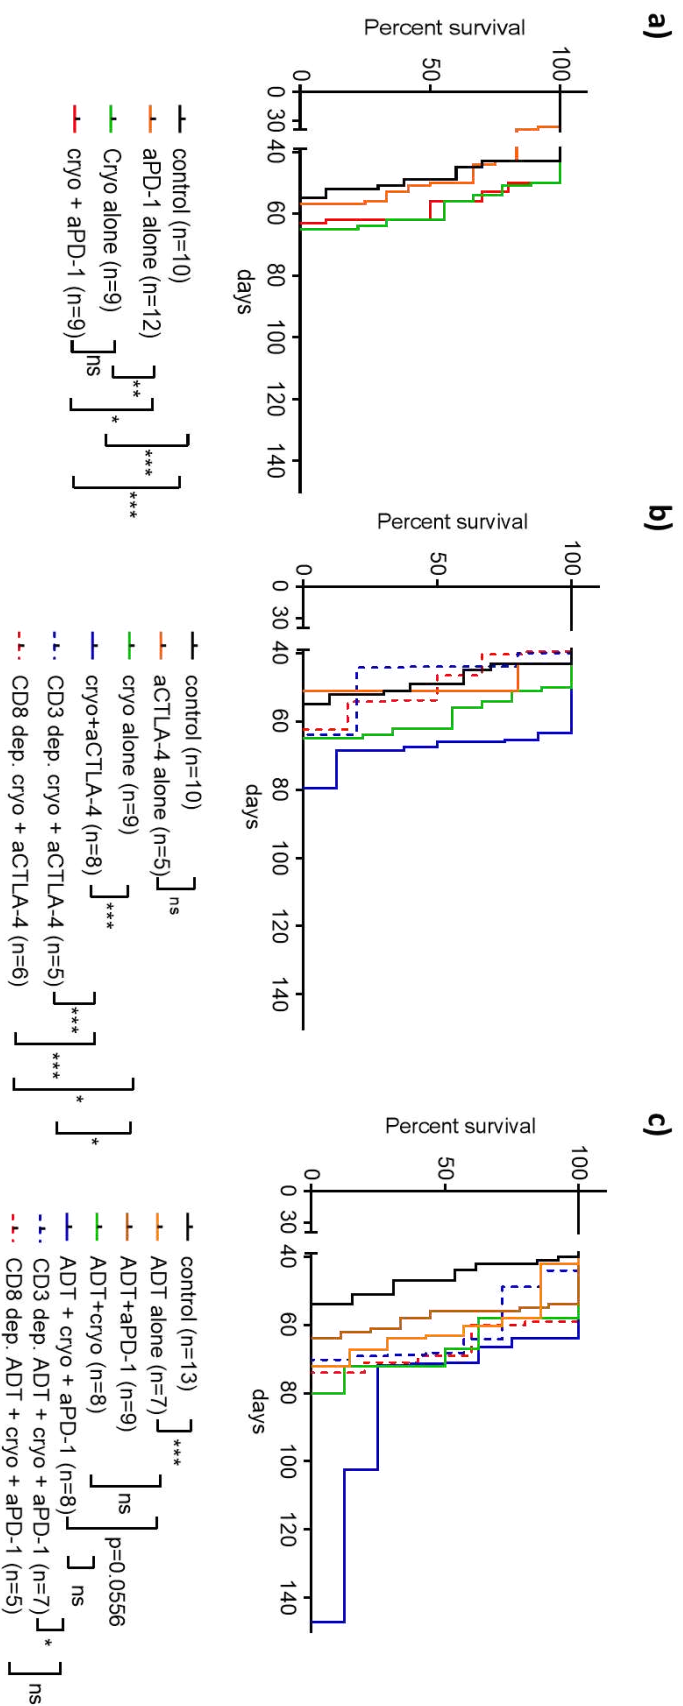 a)
Percent survival
100
50
0
0 30 40 60 80 100 120 140
days
control (n=10)
aPD-1 alone (n=12)
Cryo alone (n=9)
cryo + aPD-1 (n=9)
ns
**
*
***
***
b)
Percent survival
100
50
0
0 30 40 60 80 100 120 140
days
control (n=10)
aCTLA-4 alone (n=5)
cryo alone (n=9)
cryo+aCTLA-4 (n=8)
CD3 dep. cryo + aCTLA-4 (n=5)
CD8 dep. cryo + aCTLA-4 (n=6)
ns
***
***
***
*
*
c)
Percent survival
100
50
0
0 30 40 60 80 100 120 140
days
control (n=13)
ADT alone (n=7)
ADT+aPD-1 (n=9)
ADT+cryo (n=8)
ADT + cryo + aPD-1 (n=8)
CD3 dep. ADT + cryo + aPD-1 (n=7)
CD8 dep. ADT + cryo + aPD-1 (n=5)
***
ns
p=0.0556
ns
*
ns